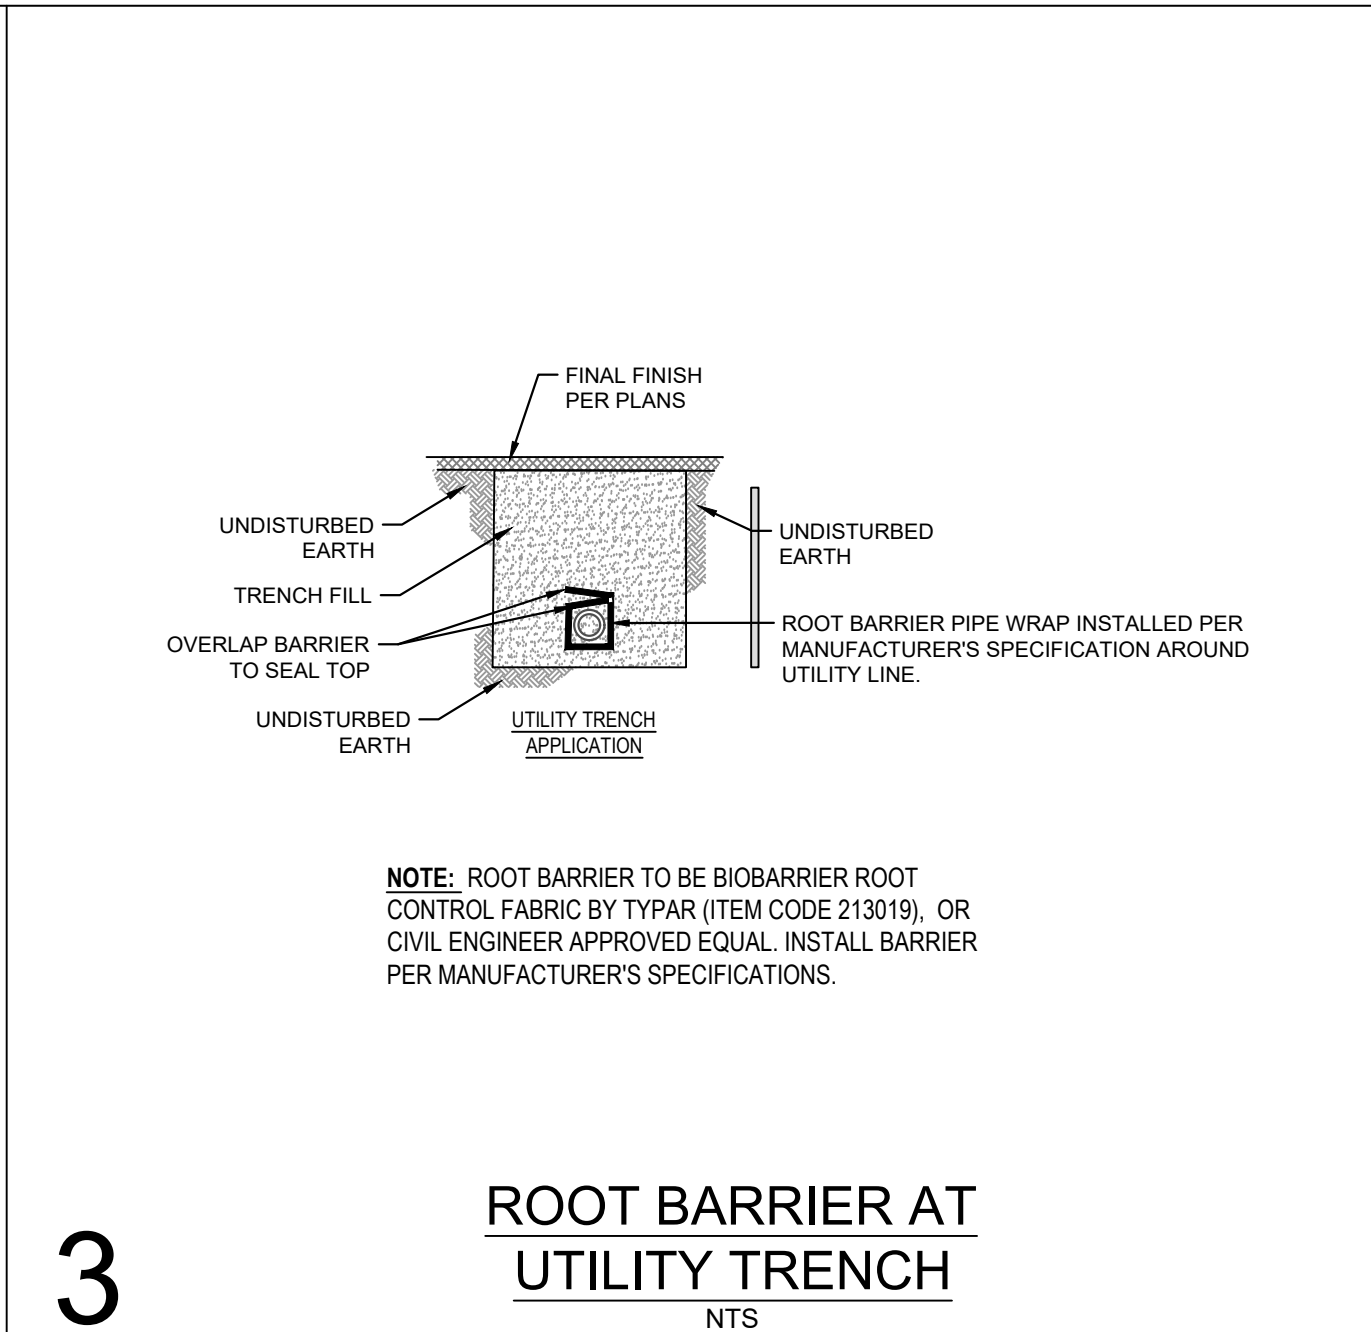 FINAL FINISH
PER PLANS
UNDISTURBED
EARTH
UNDISTURBED
EARTH
TRENCH FILL
ROOT BARRIER PIPE WRAP INSTALLED PER
MANUFACTURER'S SPECIFICATION AROUND
UTILITY LINE.
OVERLAP BARRIER
TO SEAL TOP
UNDISTURBED
EARTH
UTILITY TRENCH
APPLICATION
NOTE: ROOT BARRIER TO BE BIOBARRIER ROOT
CONTROL FABRIC BY TYPAR (ITEM CODE 213019), OR
CIVIL ENGINEER APPROVED EQUAL. INSTALL BARRIER
PER MANUFACTURER'S SPECIFICATIONS.
3
ROOT BARRIER AT
UTILITY TRENCH
NTS